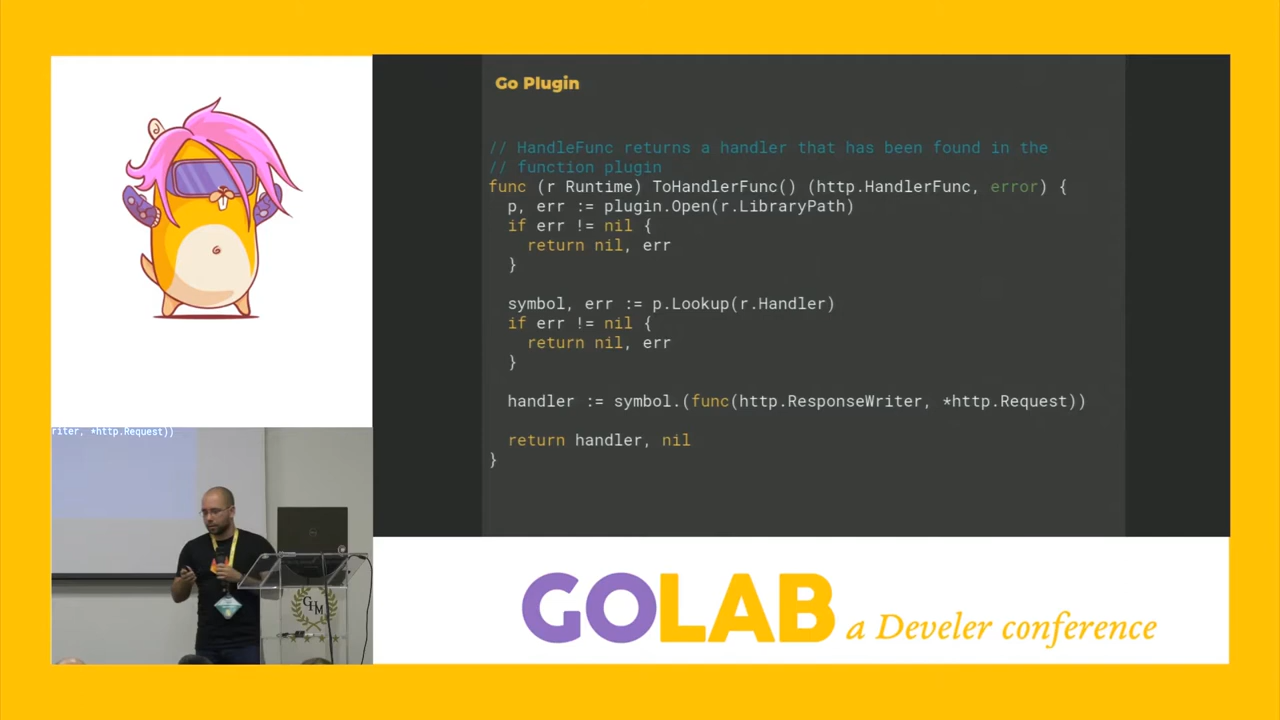 Go Plugin
// HandleFunc returns a handler that has been found in the
// function plugin
func (r Runtime) ToHandlerFunc() (http.HandlerFunc, error) {
p, err := plugin.Open(r.LibraryPath)
if err != nil {
return nil, err
}
symbol, err := p.Lookup(r.Handler)
if err != nil {
return nil, err
}
handler := symbol.(func(http.ResponseWriter, *http.Request))
return handler, nil
}
riter, *http.Request))
GHM
GOLAB
a Develer conference